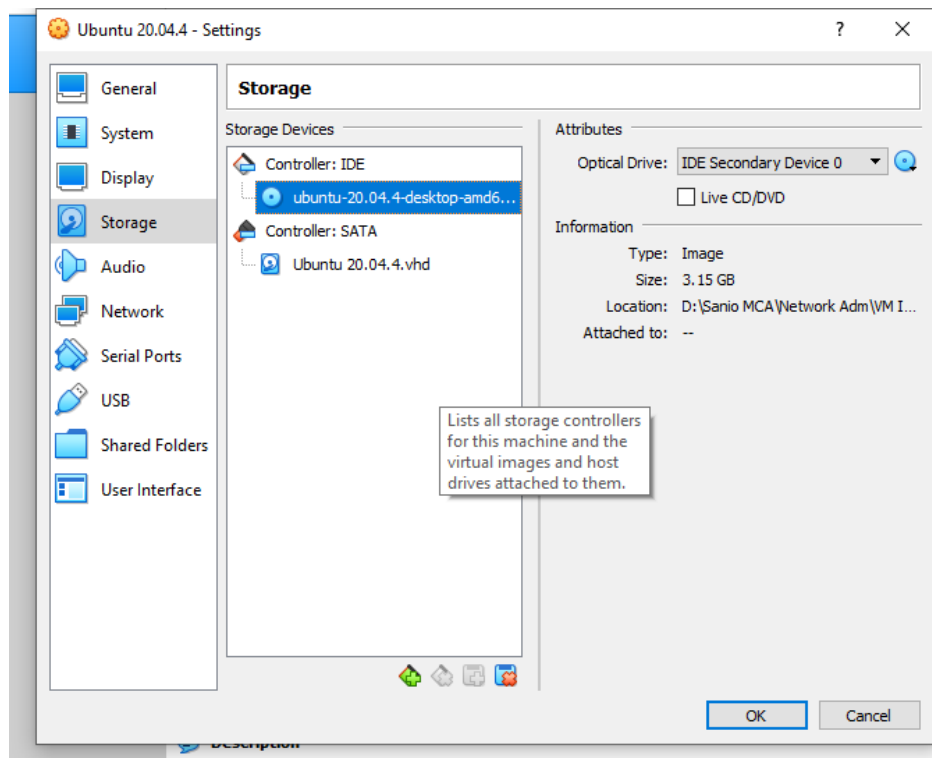 Ubuntu 20.04.4 - Settings
?
General
System
Display
Storage
Audio
Network
Serial Ports
USB
Shared Folders
User Interface
Storage
Storage Devices
Controller: IDE
ubuntu-20.04.4-desktop-amd6...
Controller: SATA
Ubuntu 20.04.4.vhd
Lists all storage controllers
for this machine and the
virtual images and host
drives attached to them.
Attributes
Optical Drive: IDE Secondary Device 0
Live CD/DVD
Information
Type: Image
Size: 3.15 GB
Location: D:\Sanio MCA\Network Adm\VM I...
Attached to: --
OK
Cancel
Description